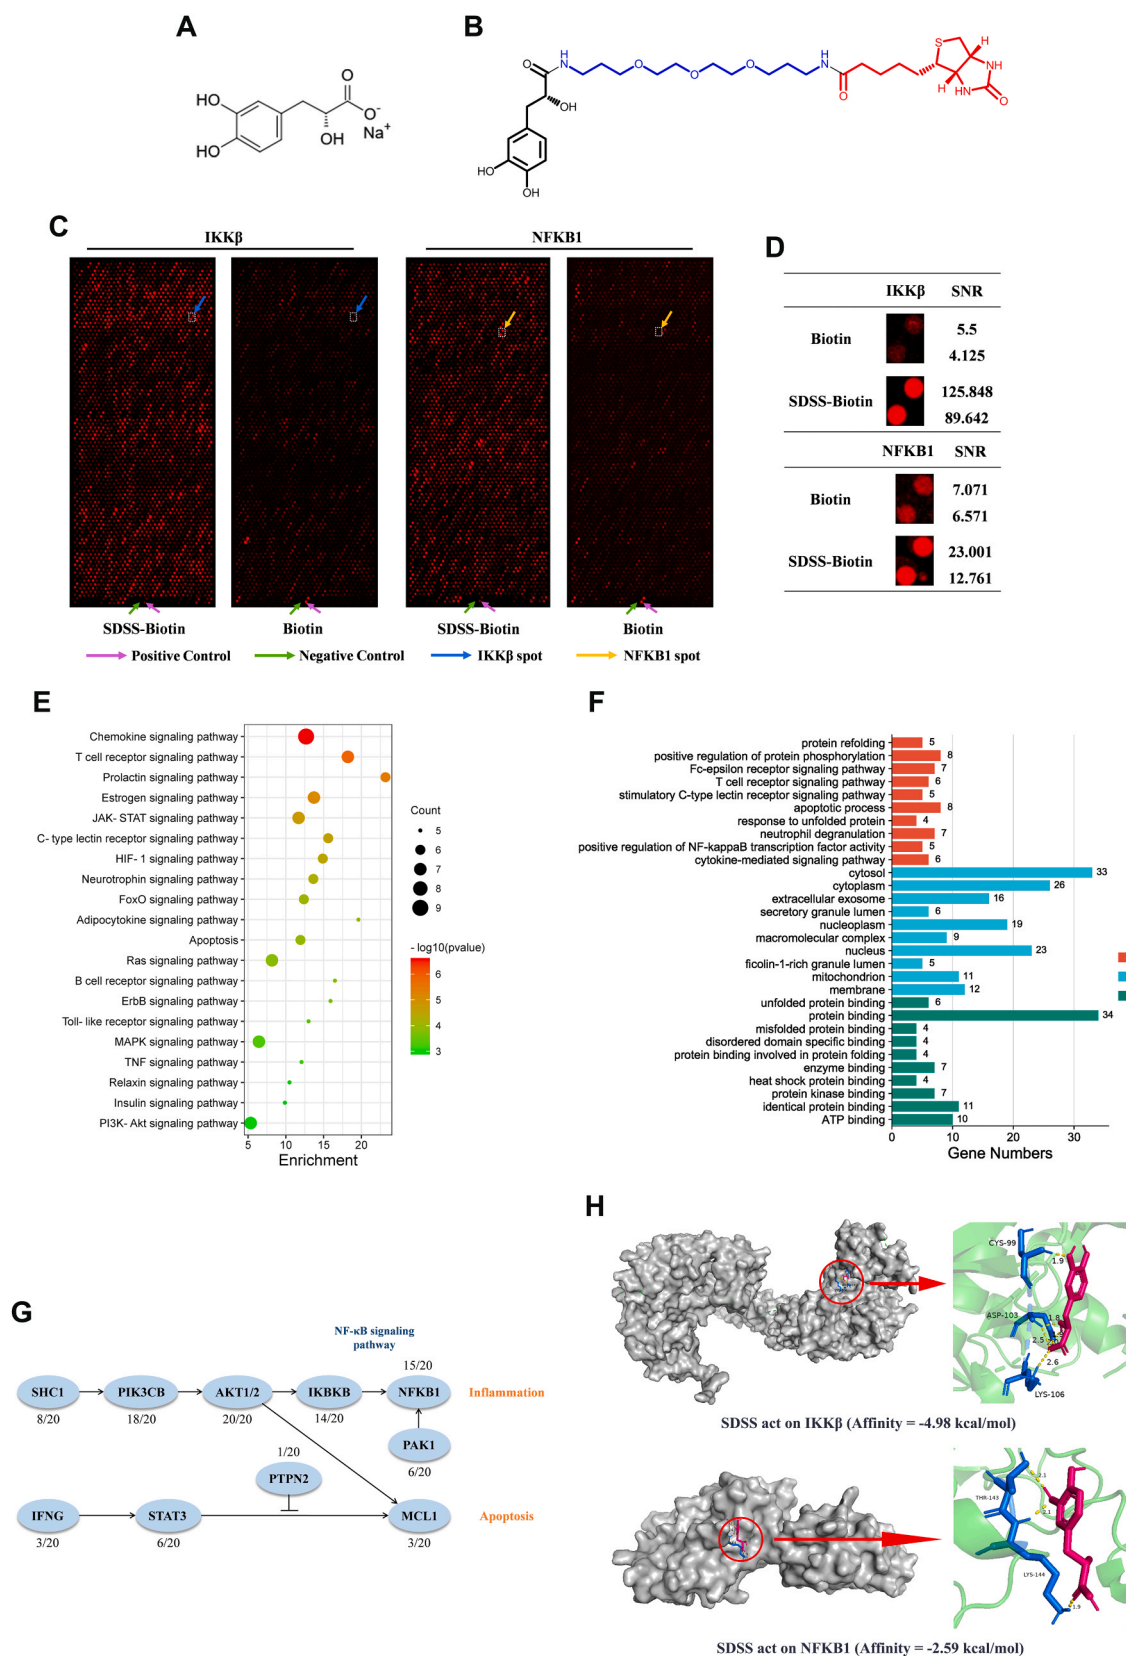 A
B
HO
HO
O
O⁻
Na⁺
OH
O
H
N
O
O
O
H
N
O
S
H
H
NH
HN
O
OH
HO
OH
C
IKKβ
NFKB1
SDSS-Biotin
Biotin
SDSS-Biotin
Biotin
Positive Control
Negative Control
IKKβ spot
NFKB1 spot
D
IKKβ SNR
Biotin
5.5
4.125
SDSS-Biotin
125.848
89.642
NFKB1 SNR
Biotin
7.071
6.571
SDSS-Biotin
23.001
12.761
E
Chemokine signaling pathway
T cell receptor signaling pathway
Prolactin signaling pathway
Estrogen signaling pathway
JAK- STAT signaling pathway
C- type lectin receptor signaling pathway
HIF- 1 signaling pathway
Neurotrophin signaling pathway
FoxO signaling pathway
Adipocytokine signaling pathway
Apoptosis
Ras signaling pathway
B cell receptor signaling pathway
ErbB signaling pathway
Toll- like receptor signaling pathway
MAPK signaling pathway
TNF signaling pathway
Relaxin signaling pathway
Insulin signaling pathway
PI3K- Akt signaling pathway
5 10 15 20
Enrichment
Count
5
6
7
8
9
- log10(pvalue)
6
5
4
3
F
protein refolding 5
positive regulation of protein phosphorylation 8
Fc-epsilon receptor signaling pathway 7
T cell receptor signaling pathway 6
stimulatory C-type lectin receptor signaling pathway 5
apoptotic process 8
response to unfolded protein 4
neutrophil degranulation 7
positive regulation of NF-kappaB transcription factor activity 5
cytokine-mediated signaling pathway 6
cytosol 33
cytoplasm 26
extracellular exosome 16
secretory granule lumen 6
nucleoplasm 19
macromolecular complex 9
nucleus 23
ficolin-1-rich granule lumen 5
mitochondrion 11
membrane 12
unfolded protein binding 6
protein binding 34
misfolded protein binding 4
disordered domain specific binding 4
protein binding involved in protein folding 4
enzyme binding 7
heat shock protein binding 4
protein kinase binding 7
identical protein binding 11
ATP binding 10
0 10 20 30
Gene Numbers
G
NF-κB signaling
pathway
15/20
SHC1 PIK3CB AKT1/2 IKBKB NFKB1 Inflammation
8/20 18/20 20/20 14/20
PAK1
6/20
1/20
PTPN2
IFNG STAT3 MCL1 Apoptosis
3/20 6/20 3/20
H
CYS-99
1.9
ASP-103
1.8
2.5
2.6
LYS-106
SDSS act on IKKβ (Affinity = -4.98 kcal/mol)
2.1
THR-143
2.1
LYS-144
1.9
SDSS act on NFKB1 (Affinity = -2.59 kcal/mol)